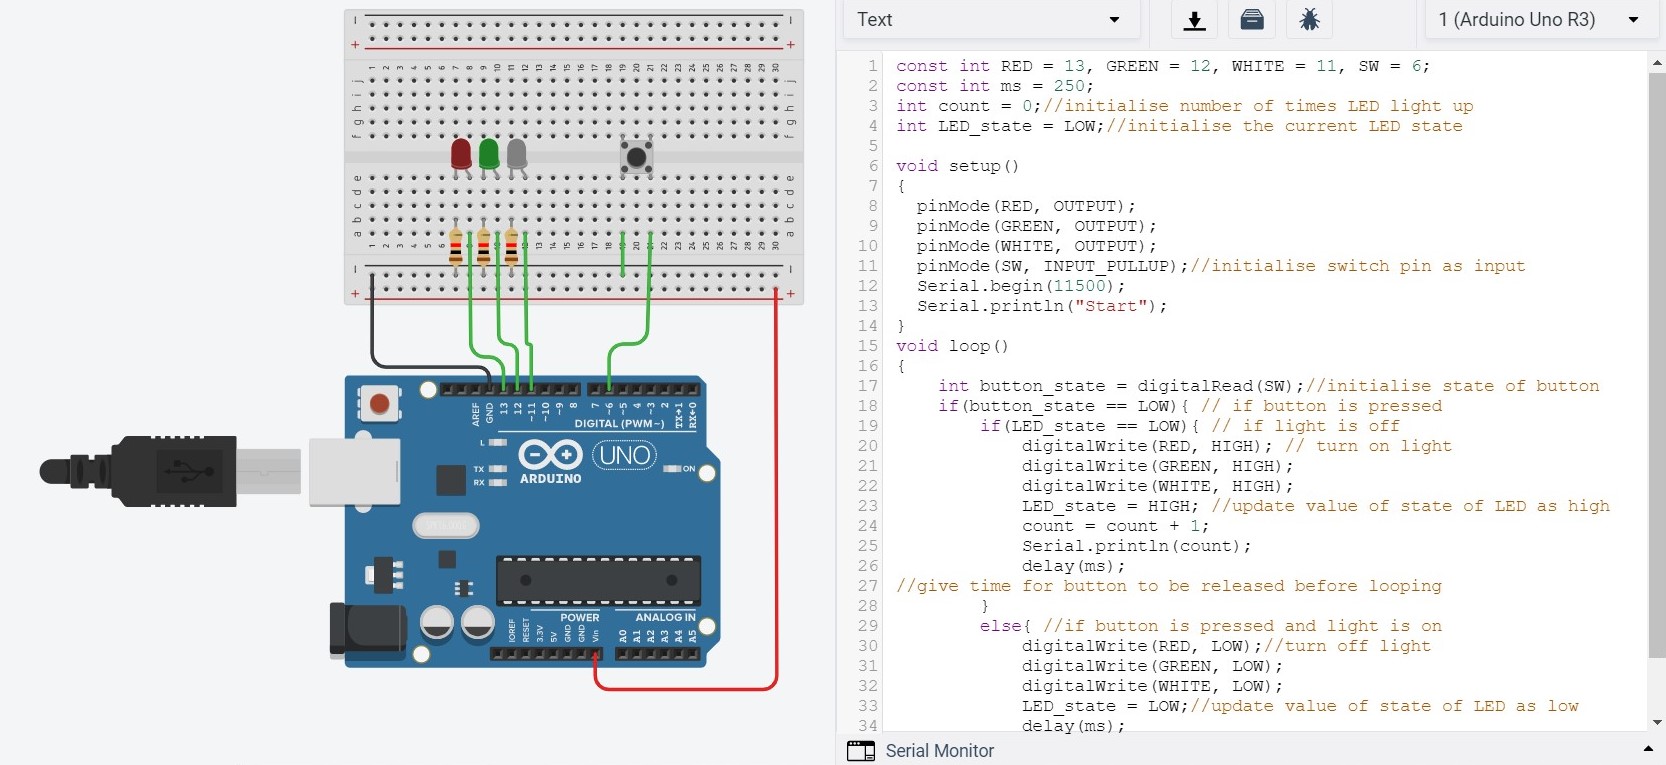 Text
1 (Arduino Uno R3)
1 const int RED = 13, GREEN = 12, WHITE = 11, SW = 6;
2 const int ms = 250;
3 int count = 0;//initialise number of times LED light up
4 int LED_state = LOW;//initialise the current LED state
5
6 void setup()
7 {
8 pinMode(RED, OUTPUT);
9 pinMode(GREEN, OUTPUT);
10 pinMode(WHITE, OUTPUT);
11 pinMode(SW, INPUT_PULLUP);//initialise switch pin as input
12 Serial.begin(11500);
13 Serial.println("Start");
14 }
15 void loop()
16 {
17 int button_state = digitalRead(SW);//initialise state of button
18 if(button_state == LOW){ // if button is pressed
19 if(LED_state == LOW){ // if light is off
20 digitalWrite(RED, HIGH); // turn on light
21 digitalWrite(GREEN, HIGH);
22 digitalWrite(WHITE, HIGH);
23 LED_state = HIGH; //update value of state of LED as high
24 count = count + 1;
25 Serial.println(count);
26 delay(ms);
27 //give time for button to be released before looping
28 }
29 else{ //if button is pressed and light is on
30 digitalWrite(RED, LOW);//turn off light
31 digitalWrite(GREEN, LOW);
32 digitalWrite(WHITE, LOW);
33 LED_state = LOW;//update value of state of LED as low
34 delay(ms);
Serial Monitor
1 2 3 4 5 6 7 8 9 10 11 12 13 14 15 16 17 18 19 20 21 22 23 24 25 26 27 28 29 30
j i h g f
e d c b a
AREF GND 13 12 ~11 ~10 ~9 8 7 ~6 ~5 4 ~3 2 TX→1 RX←0
DIGITAL (PWM~)
L
TX
RX
ARDUINO
UNO
ON
POWER
ANALOG IN
IOREF RESET 3.3V 5V GND GND Vin A0 A1 A2 A3 A4 A5